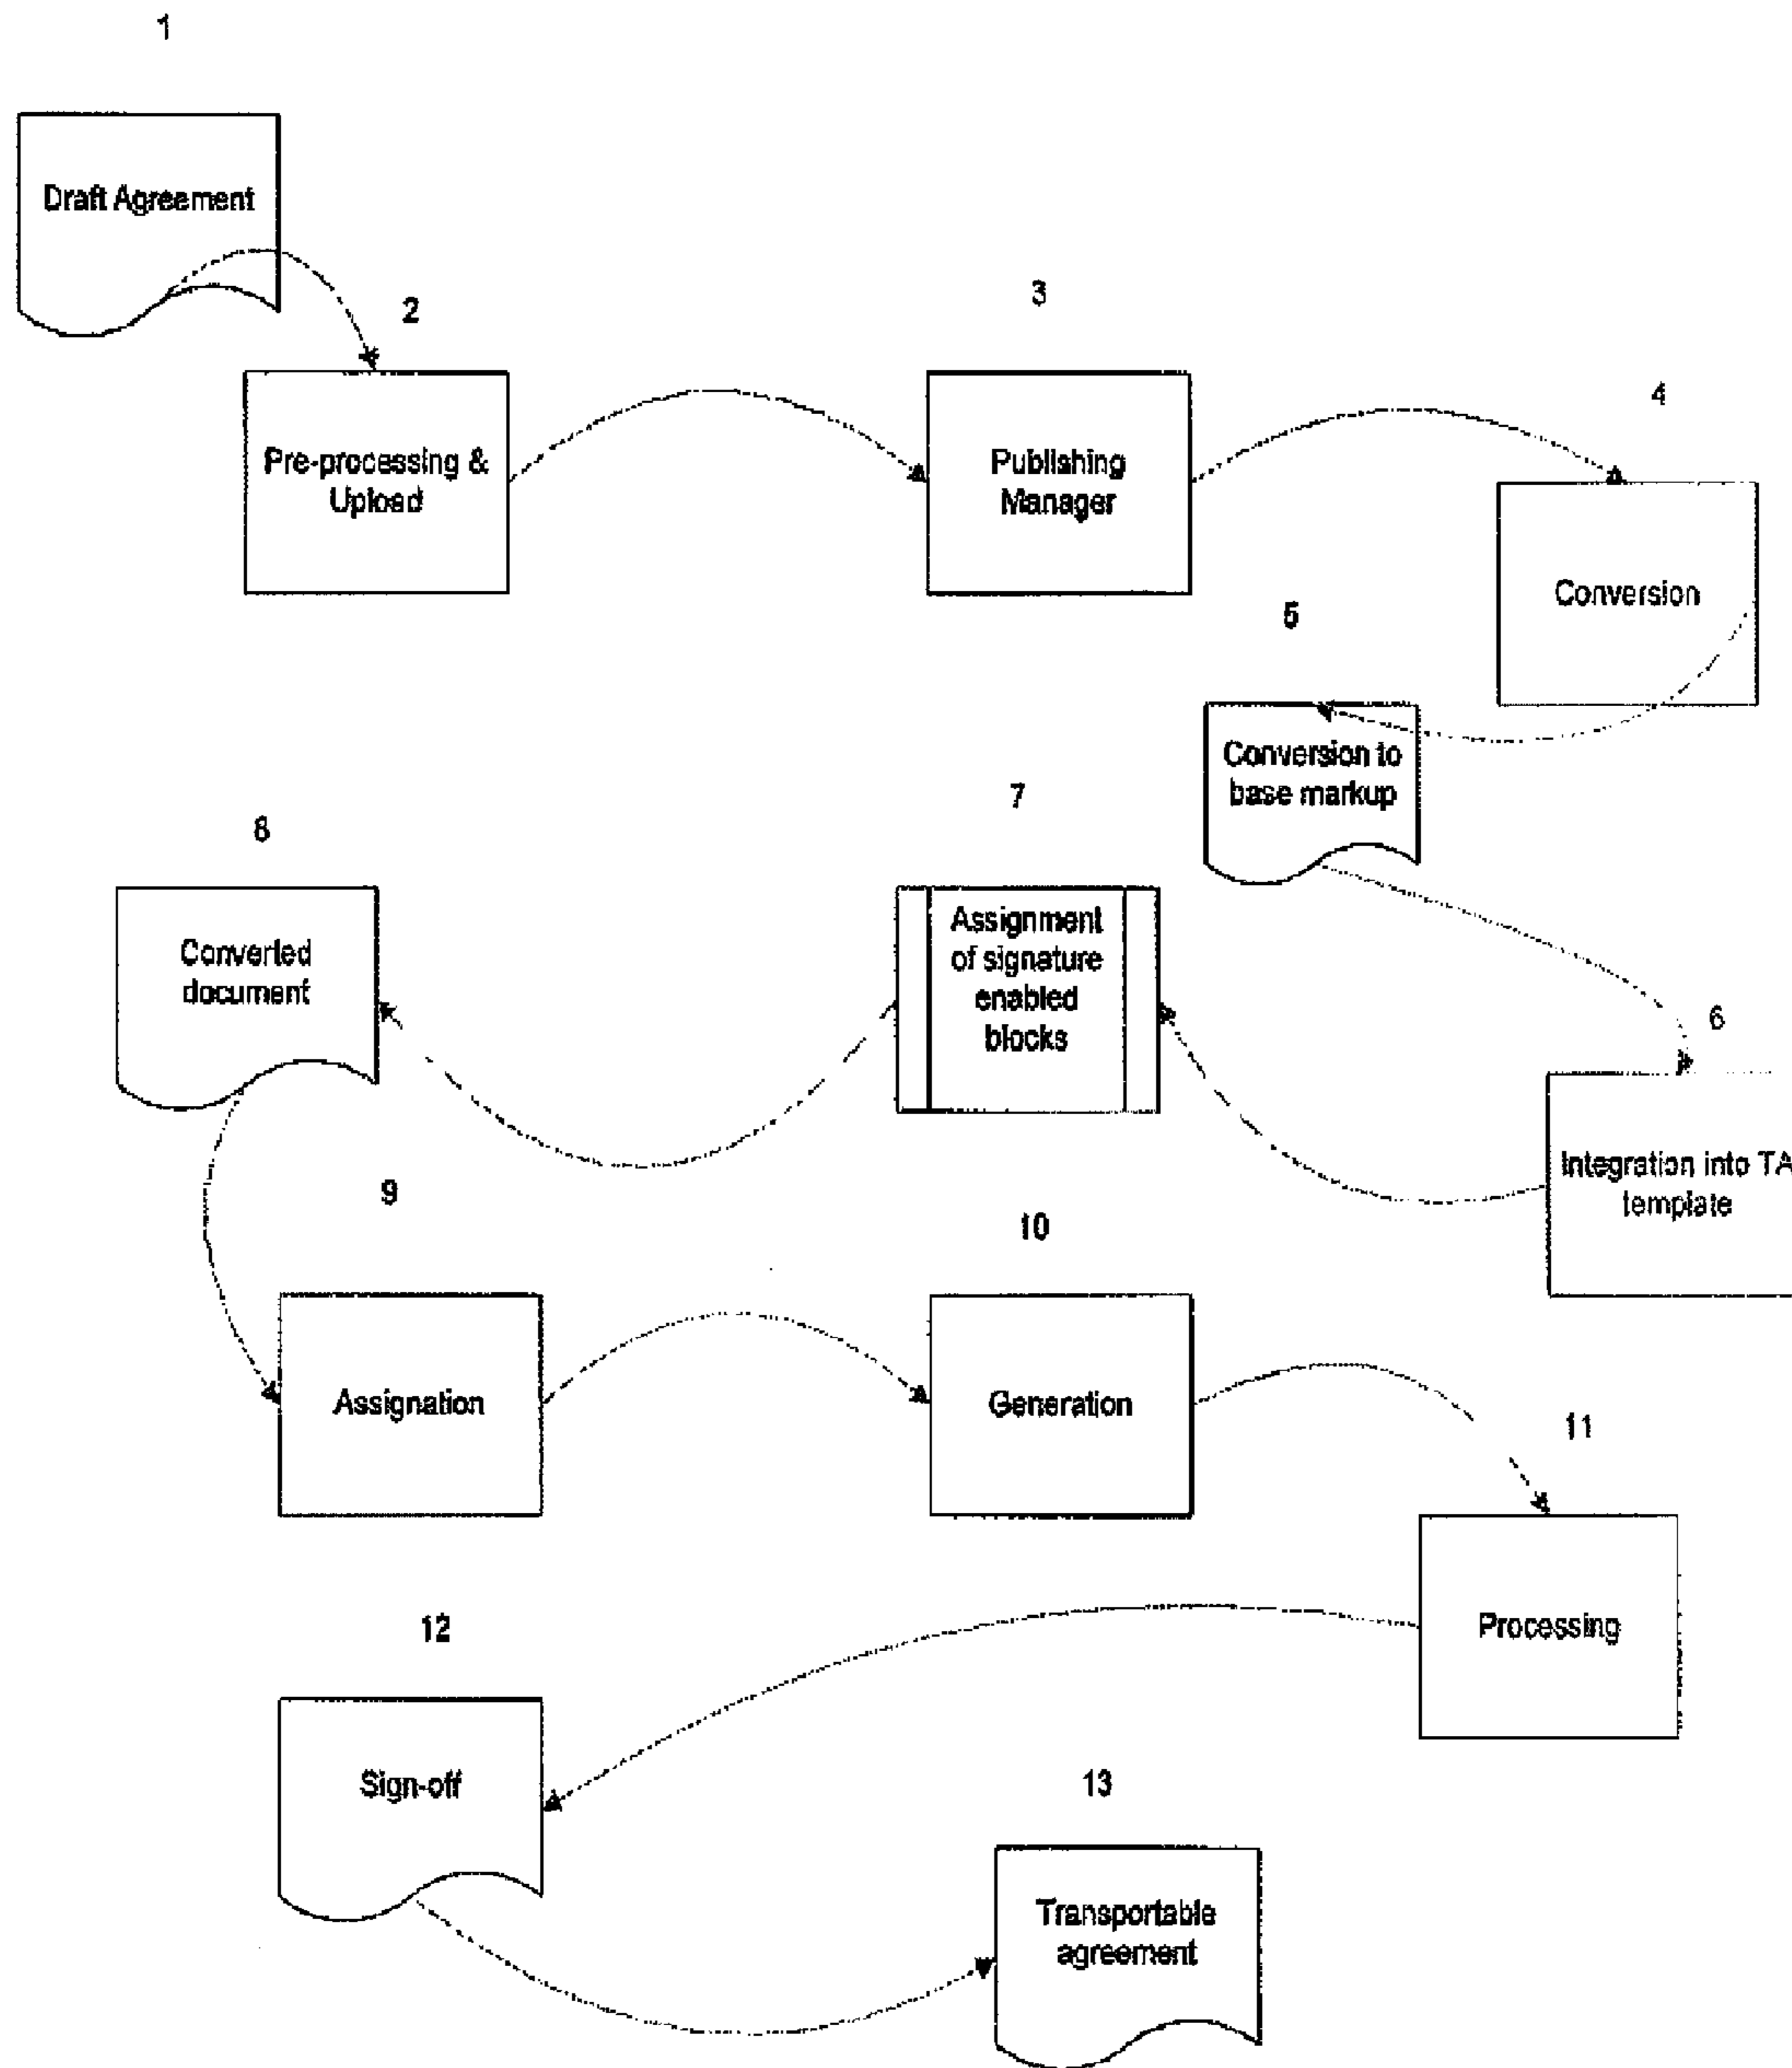 1
Draft Agreement
2
Pre-processing &
Upload
3
Publishing
Manager
4
Conversion
5
Conversion to
base markup
6
Integration into TA
template
7
Assignment
of signature
enabled
blocks
8
Converted
document
9
Assignation
10
Generation
11
Processing
12
Sign-off
13
Transportable
agreement